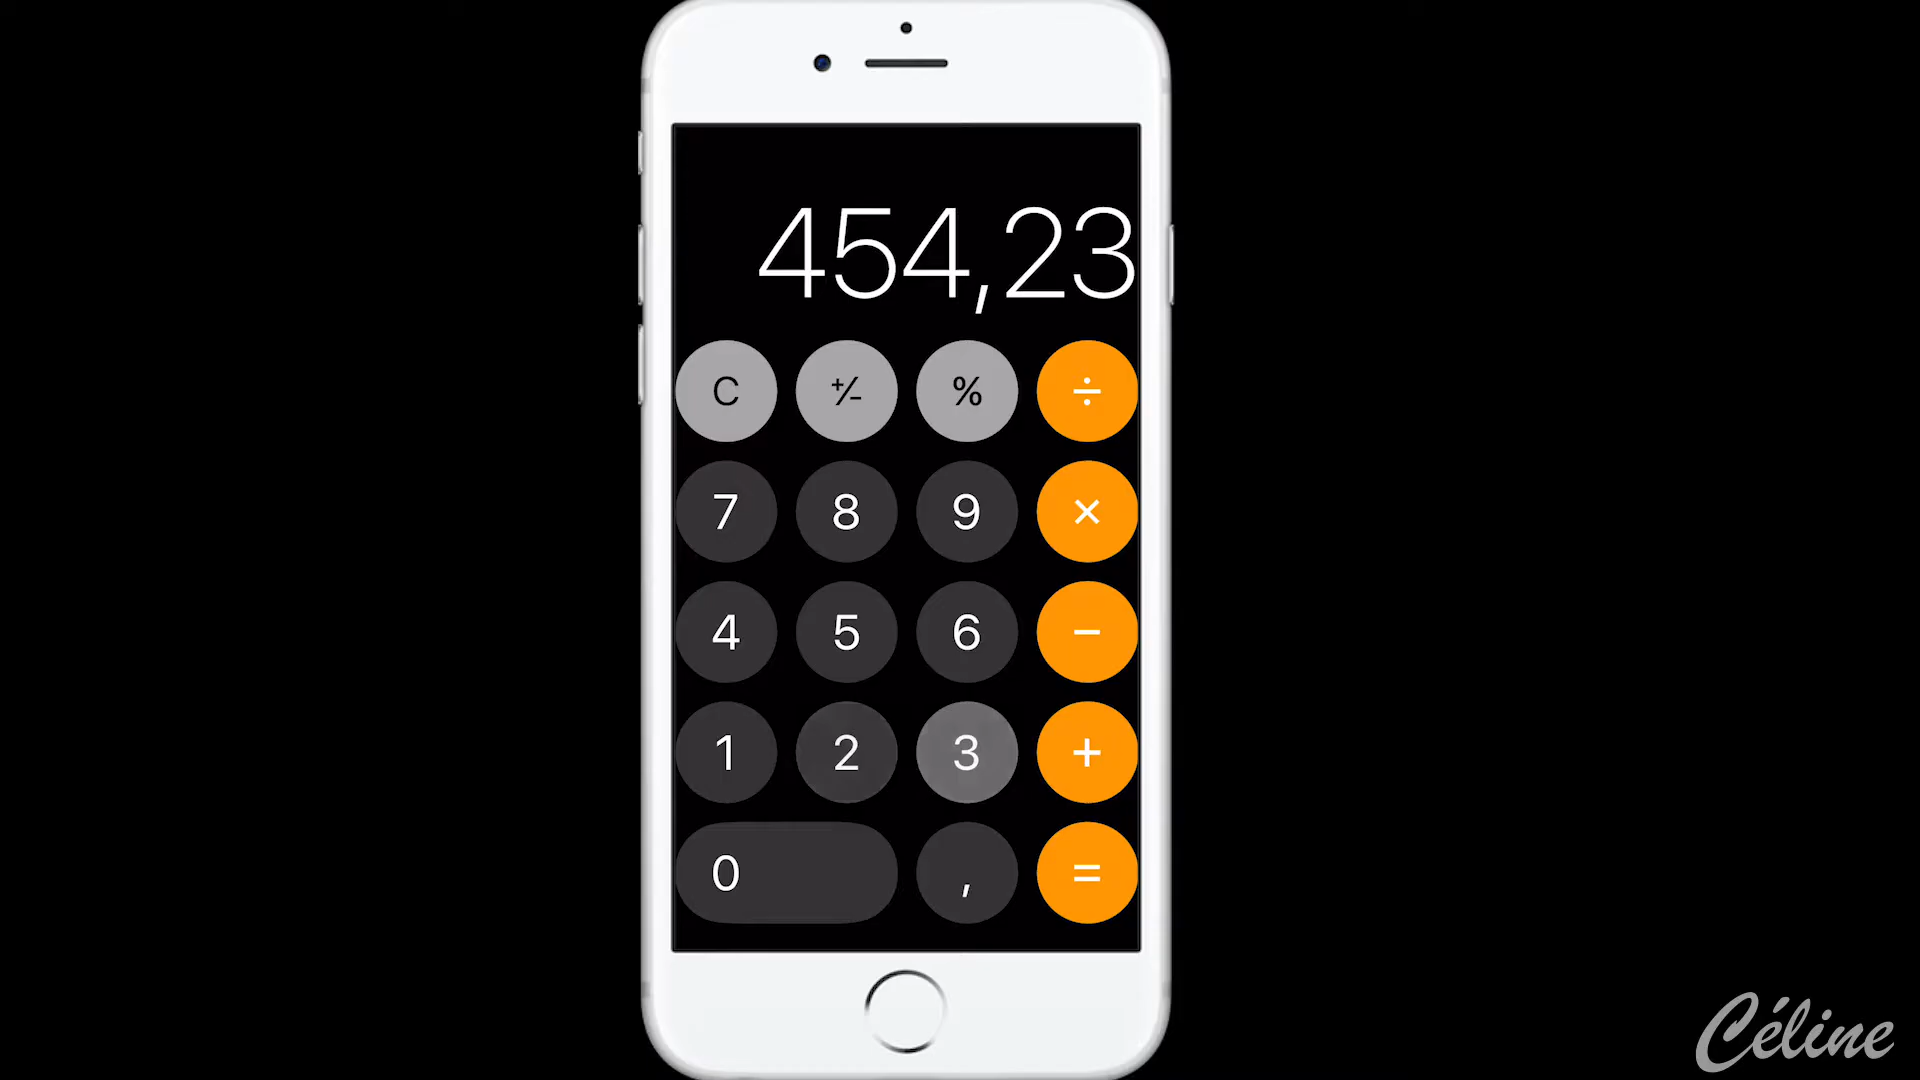 454,23
C +/- % ÷
7 8 9 ×
4 5 6 −
1 2 3 +
0 , =
Céline